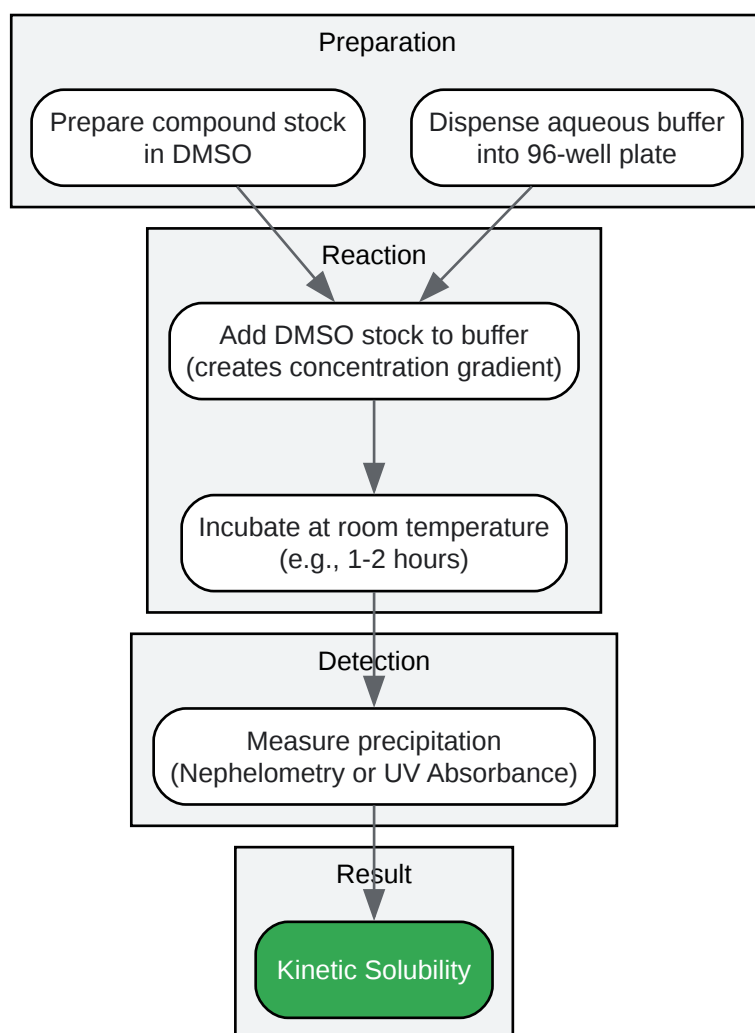 Preparation
Prepare compound stock
in DMSO
Dispense aqueous buffer
into 96-well plate
Reaction
Add DMSO stock to buffer
(creates concentration gradient)
Incubate at room temperature
(e.g., 1-2 hours)
Detection
Measure precipitation
(Nephelometry or UV Absorbance)
Result
Kinetic Solubility